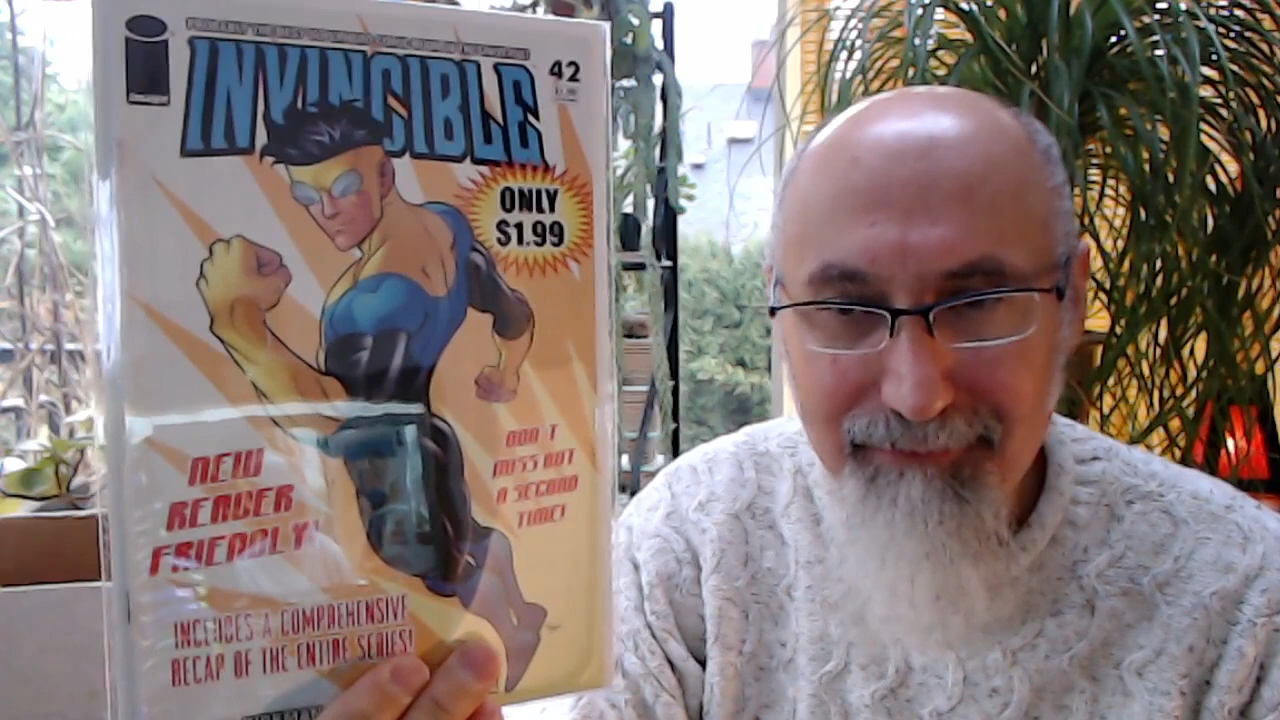 INVINCIBLE
42
ONLY
$1.99
NEW
READER
FRIENDLY!
DON'T
MISS OUT
A SECOND
TIME!
INCLUDES A COMPREHENSIVE
RECAP OF THE ENTIRE SERIES!